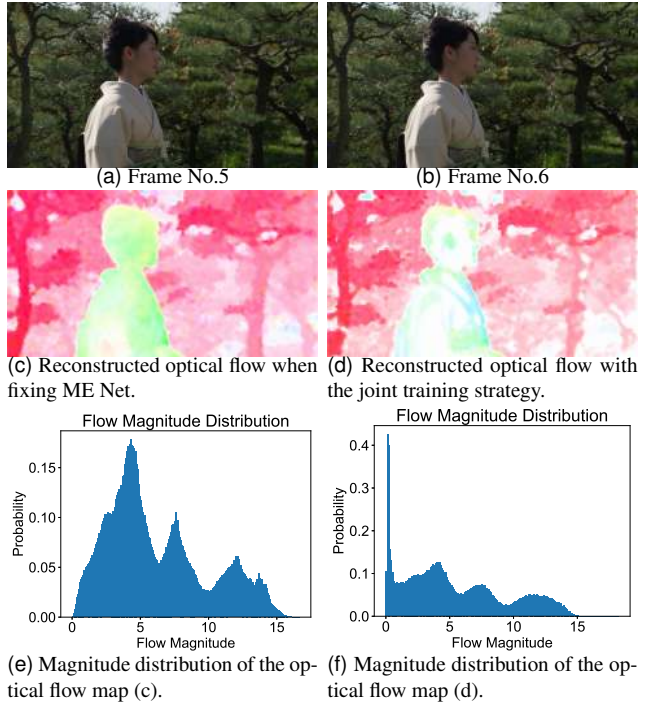 (a) Frame No.5
(b) Frame No.6
(c) Reconstructed optical flow when
fixing ME Net.
(d) Reconstructed optical flow with
the joint training strategy.
Flow Magnitude Distribution
0.15
0.10
0.05
0.00
Probability
0 5 10 15
Flow Magnitude
(e) Magnitude distribution of the op-
tical flow map (c).
Flow Magnitude Distribution
0.4
0.3
0.2
0.1
0.0
Probability
0 5 10 15
Flow Magnitude
(f) Magnitude distribution of the op-
tical flow map (d).